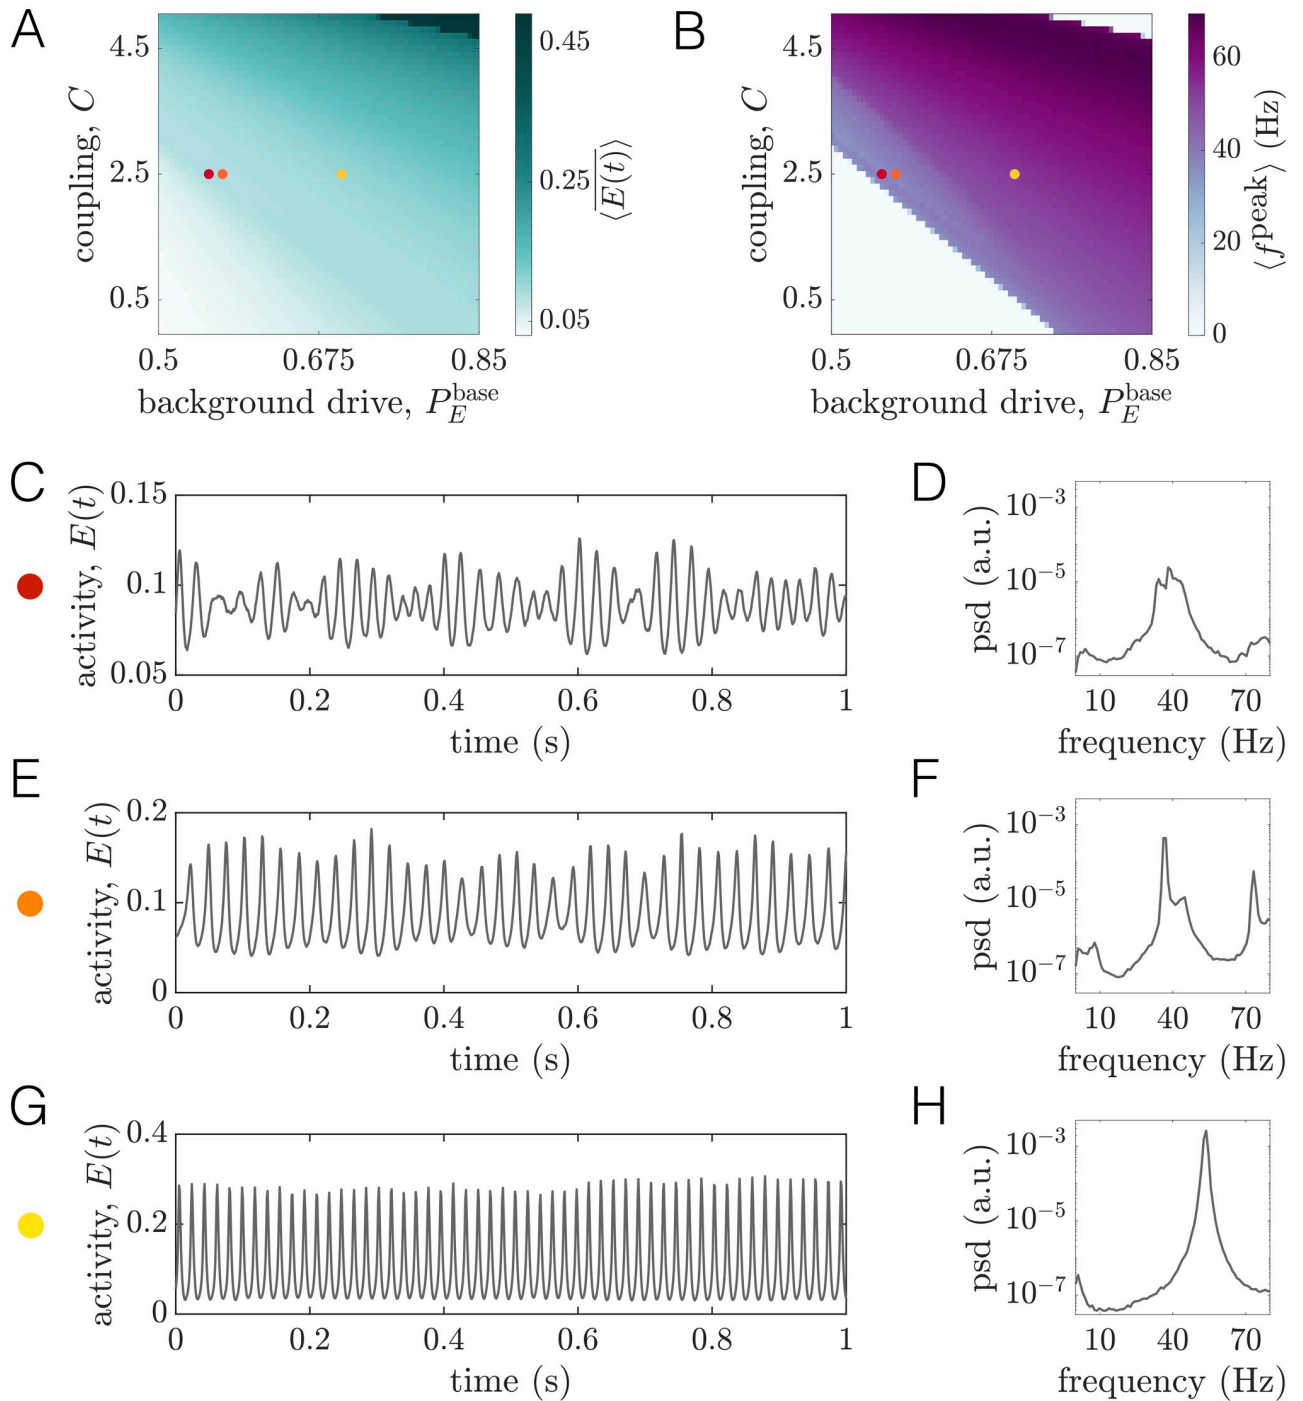 A
4.5
2.5
0.5
coupling, C
0.5 0.675 0.85
background drive, P_E^base
0.45
0.25
0.05
⟨E(t)⟩
B
4.5
2.5
0.5
coupling, C
0.5 0.675 0.85
background drive, P_E^base
60
40
20
0
⟨f^peak⟩ (Hz)
C
activity, E(t)
0.15
0.1
0.05
0 0.2 0.4 0.6 0.8 1
time (s)
D
psd (a.u.)
10^−3
10^−5
10^−7
10 40 70
frequency (Hz)
E
activity, E(t)
0.2
0.1
0
0 0.2 0.4 0.6 0.8 1
time (s)
F
psd (a.u.)
10^−3
10^−5
10^−7
10 40 70
frequency (Hz)
G
activity, E(t)
0.4
0.2
0
0 0.2 0.4 0.6 0.8 1
time (s)
H
psd (a.u.)
10^−3
10^−5
10^−7
10 40 70
frequency (Hz)